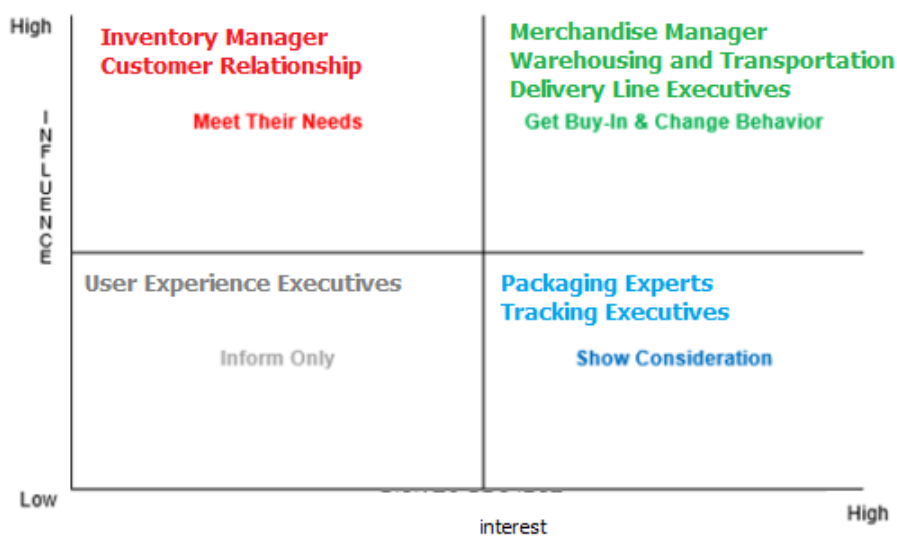 High
Inventory Manager
Customer Relationship
Meet Their Needs
Merchandise Manager
Warehousing and Transportation
Delivery Line Executives
Get Buy-In & Change Behavior
INFLUENCE
User Experience Executives
Inform Only
Packaging Experts
Tracking Executives
Show Consideration
Low
interest
High